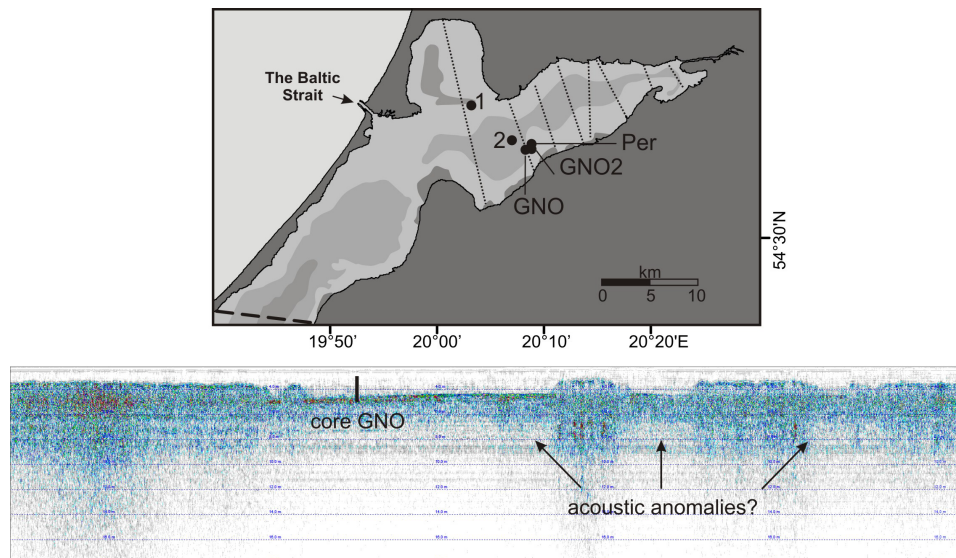 The Baltic
Strait
1
2
Per
GNO2
GNO
54°30'N
km
0 5 10
19°50' 20°00' 20°10' 20°20'E
core GNO
acoustic anomalies?